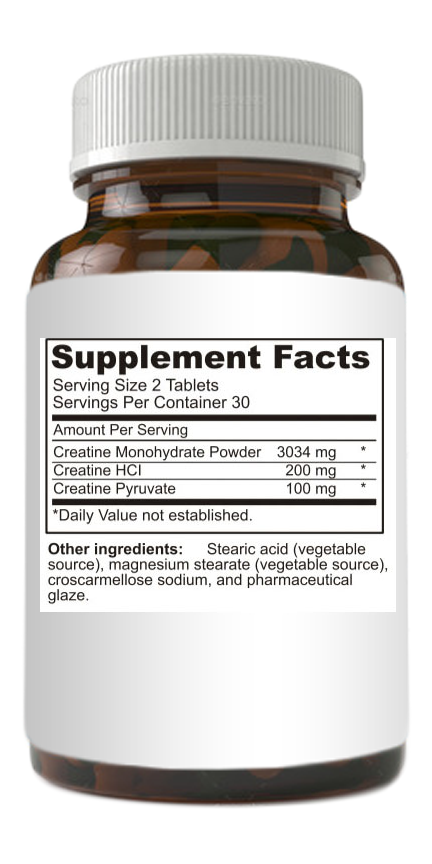 Supplement Facts
Serving Size 2 Tablets
Servings Per Container 30
Amount Per Serving
Creatine Monohydrate Powder 3034 mg *
Creatine HCI 200 mg *
Creatine Pyruvate 100 mg *
*Daily Value not established.
Other ingredients: Stearic acid (vegetable
source), magnesium stearate (vegetable source),
croscarmellose sodium, and pharmaceutical
glaze.